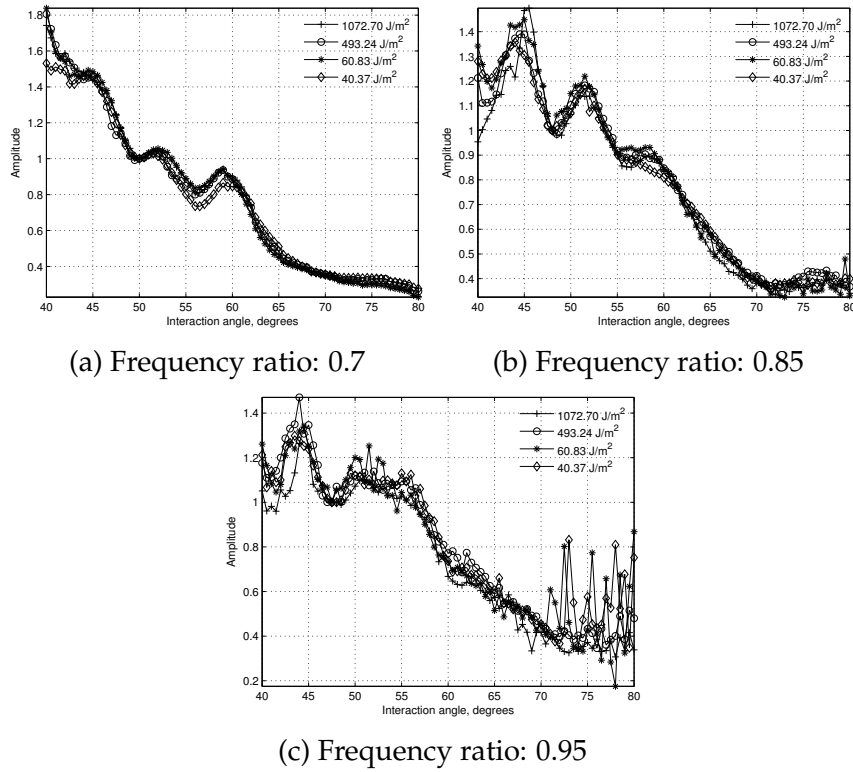 1.8
1.6
1.4
1.2
1
0.8
0.6
0.4
Amplitude
40 45 50 55 60 65 70 75 80
Interaction angle, degrees
1072.70 J/m²
493.24 J/m²
60.83 J/m²
40.37 J/m²
(a) Frequency ratio: 0.7
1.4
1.3
1.2
1.1
1
0.9
0.8
0.7
0.6
0.5
0.4
Amplitude
40 45 50 55 60 65 70 75 80
Interaction angle, degrees
1072.70 J/m²
493.24 J/m²
60.83 J/m²
40.37 J/m²
(b) Frequency ratio: 0.85
1.4
1.2
1
0.8
0.6
0.4
0.2
Amplitude
40 45 50 55 60 65 70 75 80
Interaction angle, degrees
1072.70 J/m²
493.24 J/m²
60.83 J/m²
40.37 J/m²
(c) Frequency ratio: 0.95